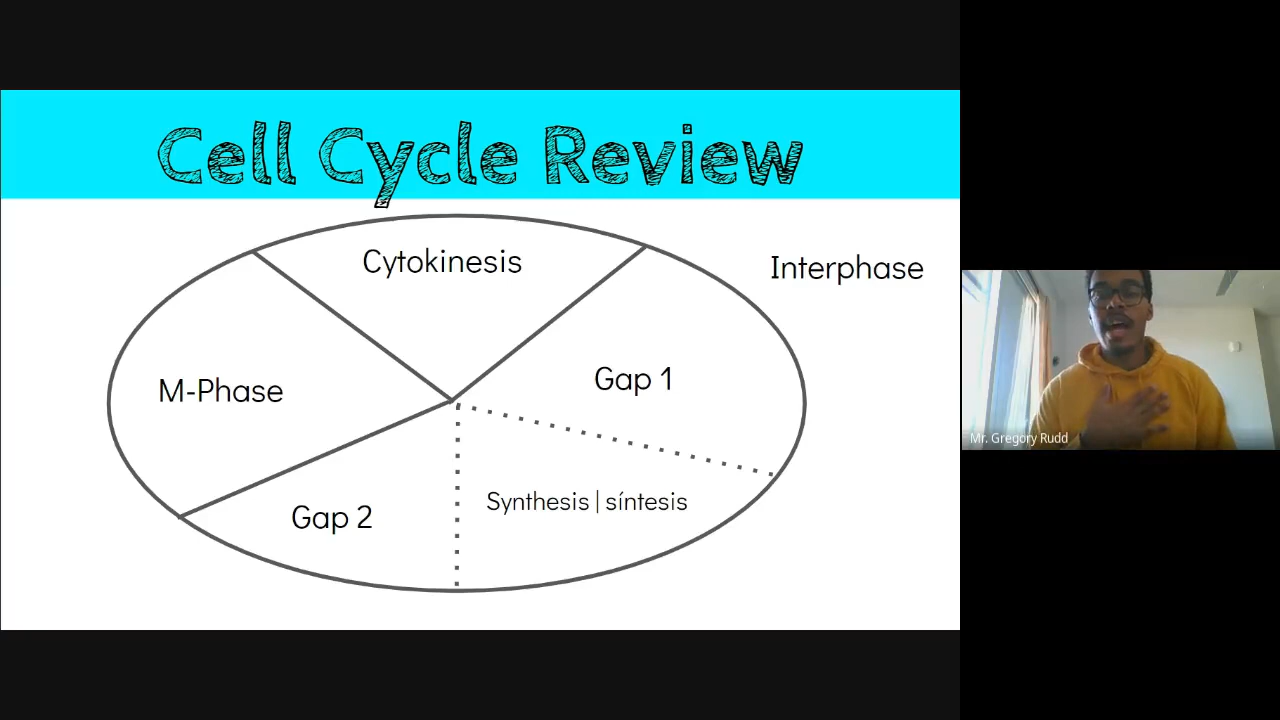 Cell Cycle Review
Cytokinesis
Interphase
Gap 1
M-Phase
Synthesis | síntesis
Gap 2
Mr. Gregory Rudd